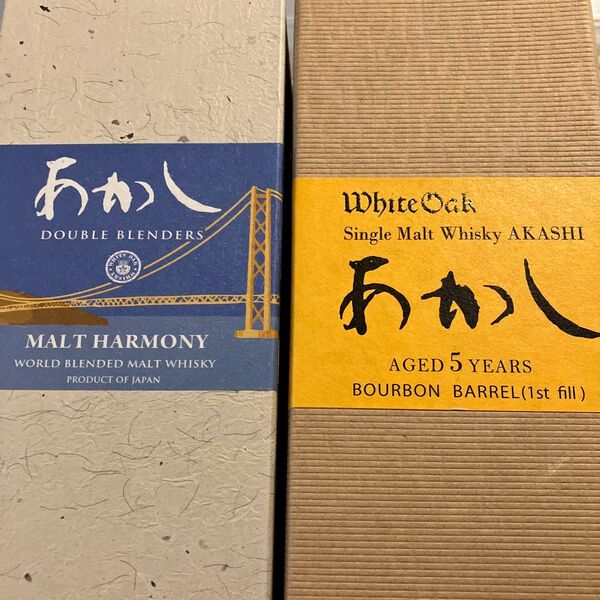 あかし
DOUBLE BLENDERS
WHITE OAK
MALT HARMONY
WORLD BLENDED MALT WHISKY
PRODUCT OF JAPAN
WhiteOak
Single Malt Whisky AKASHI
あかし
AGED 5 YEARS
BOURBON BARREL(1st fill)